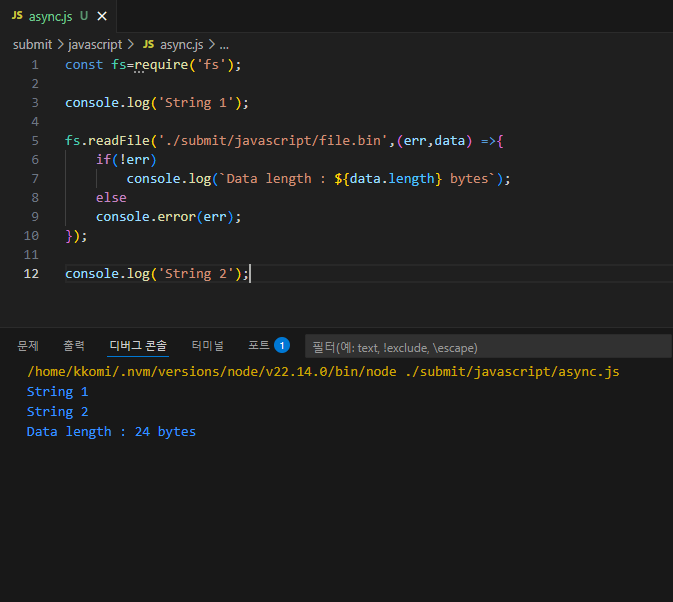 JS async.js U ×
submit > javascript > JS async.js > ...
1 const fs=require('fs');
2
3 console.log('String 1');
4
5 fs.readFile('./submit/javascript/file.bin',(err,data) =>{
6 if(!err)
7 console.log(`Data length : ${data.length} bytes`);
8 else
9 console.error(err);
10 });
11
12 console.log('String 2');
문제 출력 디버그 콘솔 터미널 포트 1 필터(예: text, !exclude, \escape)
/home/kkomi/.nvm/versions/node/v22.14.0/bin/node ./submit/javascript/async.js
String 1
String 2
Data length : 24 bytes